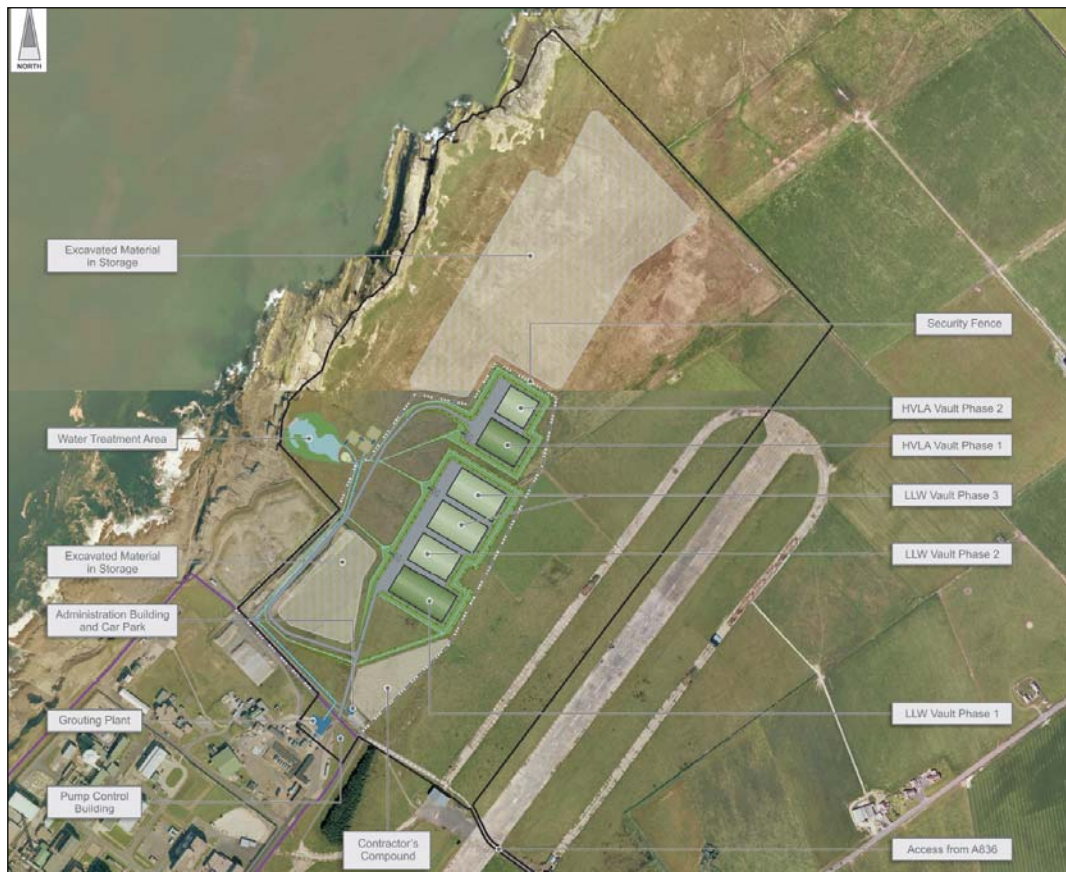 NORTH
Excavated Material
in Storage
Security Fence
HVLA Vault Phase 2
Water Treatment Area
HVLA Vault Phase 1
LLW Vault Phase 3
Excavated Material
in Storage
LLW Vault Phase 2
Administration Building
and Car Park
Grouting Plant
LLW Vault Phase 1
Pump Control
Building
Contractor's
Compound
Access from A836